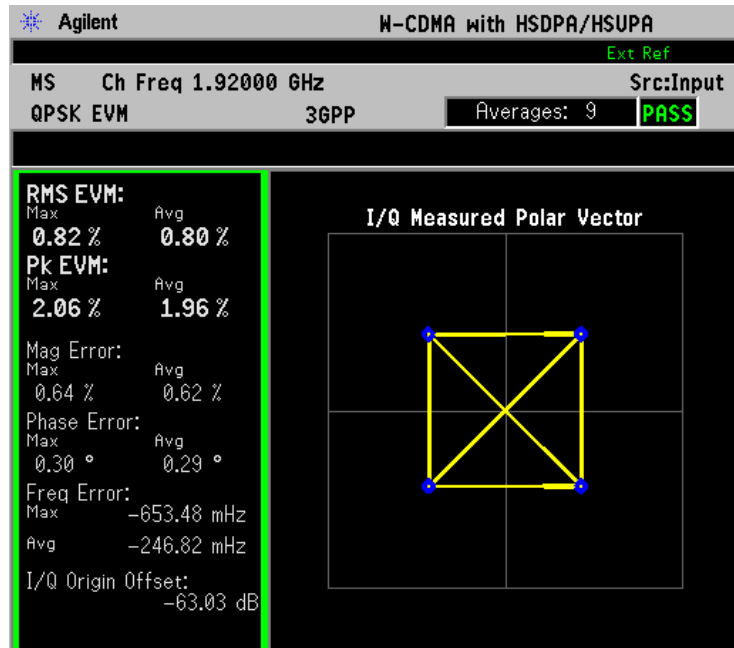 Agilent W-CDMA with HSDPA/HSUPA
Ext Ref
MS Ch Freq 1.92000 GHz Src:Input
QPSK EVM 3GPP Averages: 9 PASS
RMS EVM:
Max Avg
0.82 % 0.80 %
Pk EVM:
Max Avg
2.06 % 1.96 %
Mag Error:
Max Avg
0.64 % 0.62 %
Phase Error:
Max Avg
0.30 ° 0.29 °
Freq Error:
Max -653.48 mHz
Avg -246.82 mHz
I/Q Origin Offset:
-63.03 dB
I/Q Measured Polar Vector